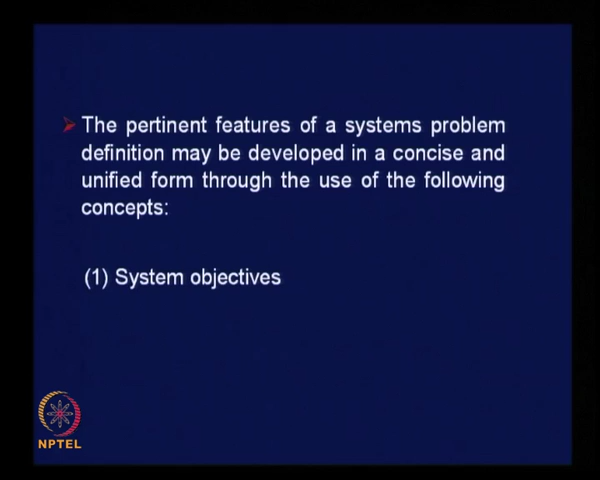 The pertinent features of a systems problem
definition may be developed in a concise and
unified form through the use of the following
concepts:
(1) System objectives
NPTEL